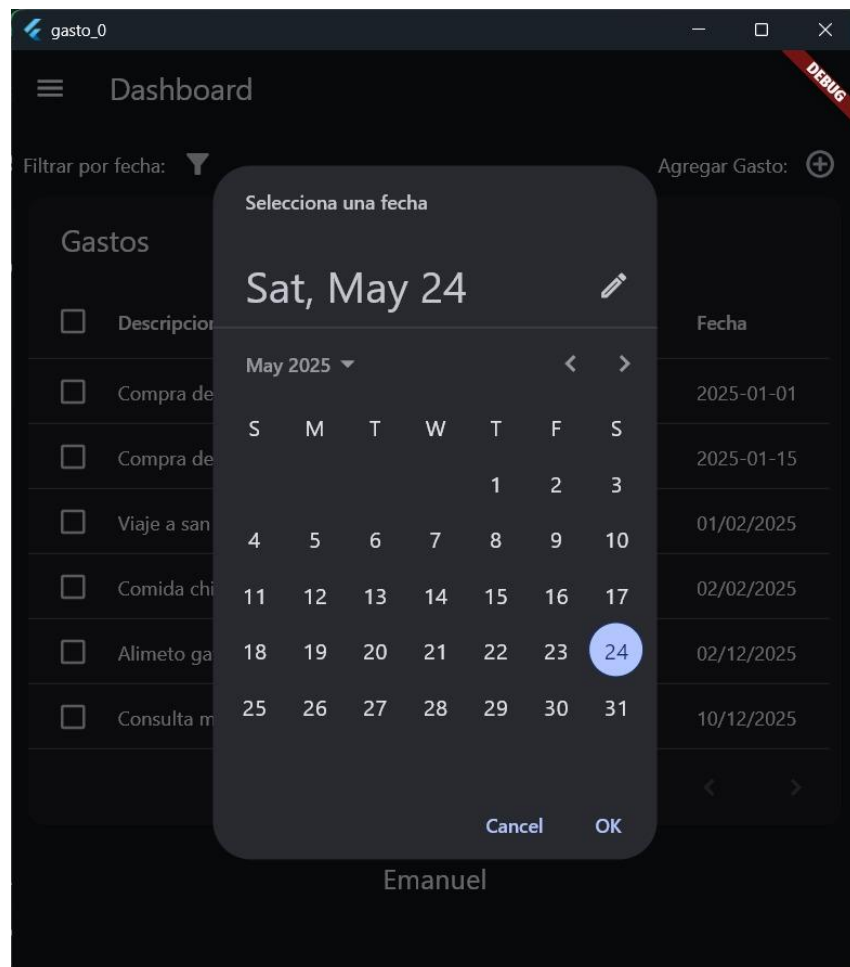 gasto_0
DEBUG
Dashboard
Filtrar por fecha:
Agregar Gasto:
Selecciona una fecha
Gastos
Sat, May 24
Descripcion
Fecha
May 2025
Compra de
2025-01-01
S M T W T F S
Compra de
2025-01-15
1 2 3
Viaje a san
01/02/2025
4 5 6 7 8 9 10
Comida chi
02/02/2025
11 12 13 14 15 16 17
Alimeto ga
02/12/2025
18 19 20 21 22 23 24
Consulta m
10/12/2025
25 26 27 28 29 30 31
Cancel OK
Emanuel